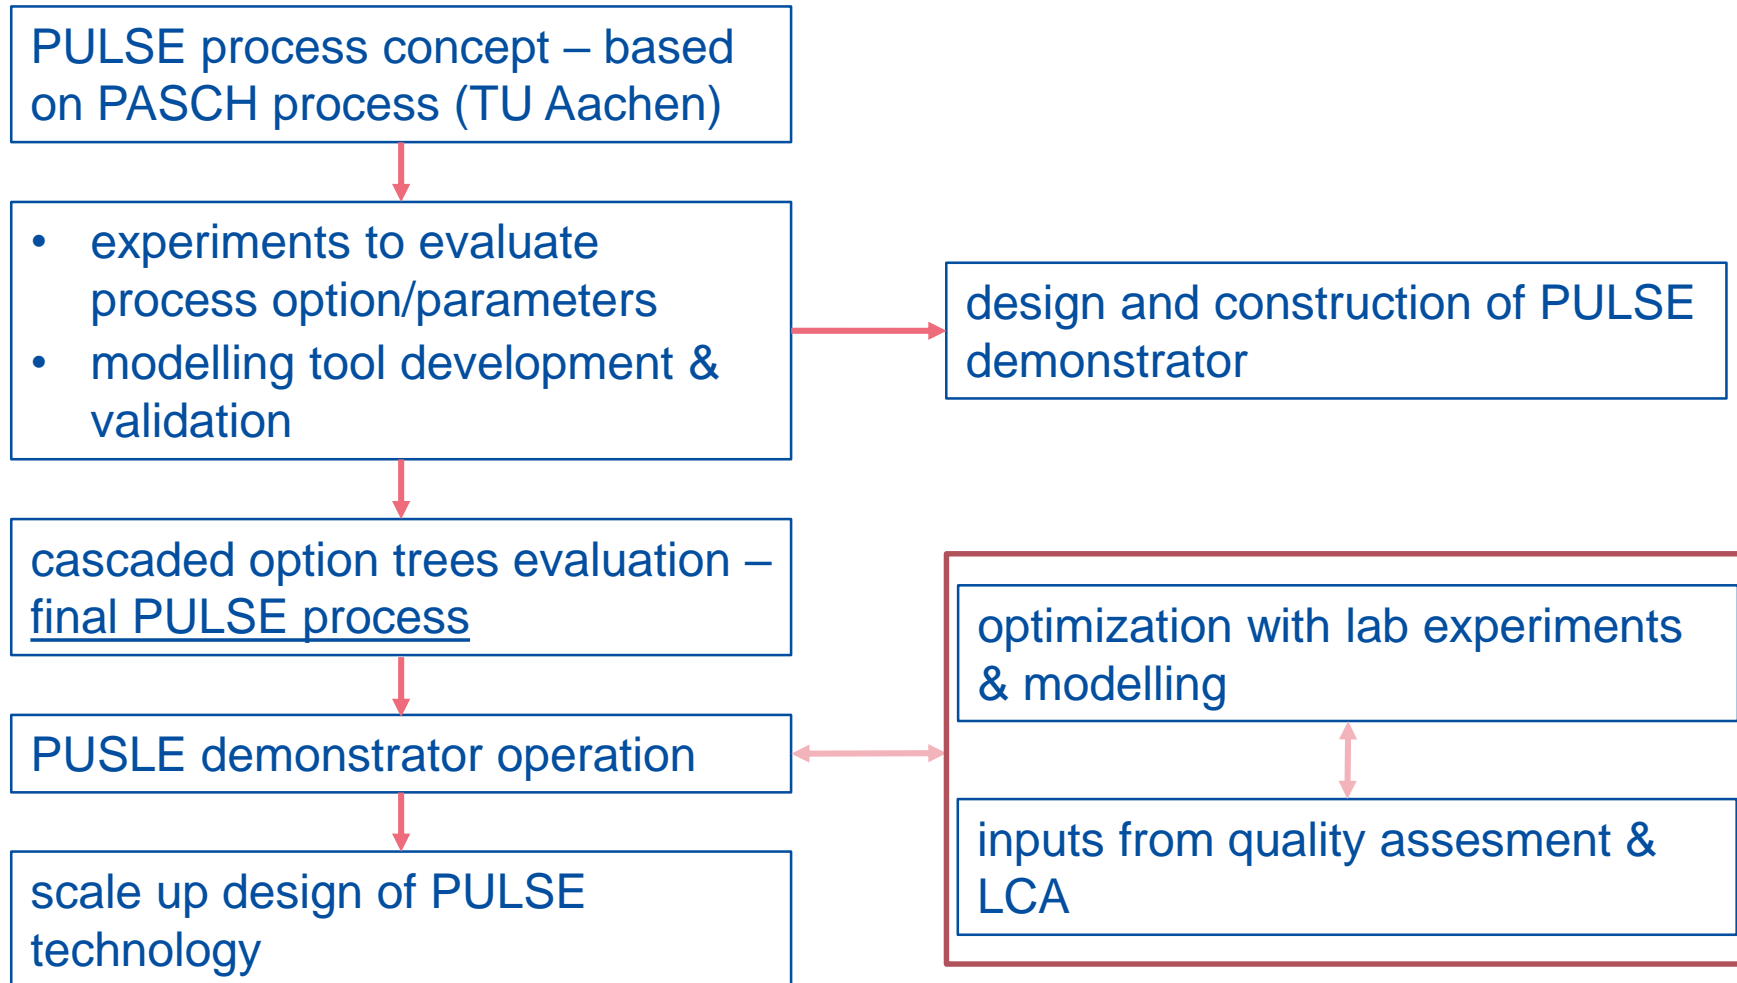 PULSE process concept – based
on PASCH process (TU Aachen)
• experiments to evaluate
process option/parameters
• modelling tool development &
validation
design and construction of PULSE
demonstrator
cascaded option trees evaluation –
final PULSE process
optimization with lab experiments
& modelling
PUSLE demonstrator operation
inputs from quality assesment &
LCA
scale up design of PULSE
technology